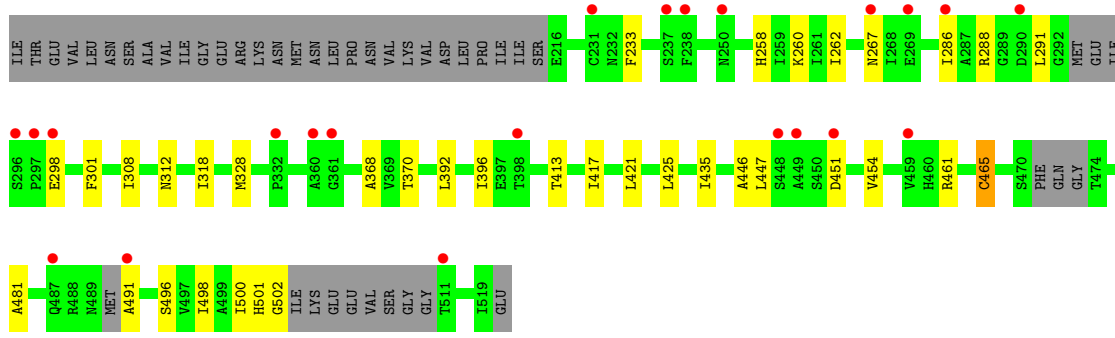 ILE THR GLU VAL LEU ASN SER ALA VAL ILE GLY GLU ARG LYS ASN MET ASN LEU PRO ASN VAL LYS VAL ASP LEU PRO ILE ILE SER E216 C231 N232 F233 S237 F238 N250 H258 I259 K260 I261 I262 N267 I268 E269 I286 A287 R288 G289 D290 L291 G292 MET GLU ILE
S296 P297 E298 F301 I308 N312 I318 M328 P332 A360 G361 A368 V369 T370 L392 I396 E397 T398 T413 I417 L421 L425 I435 A446 L447 S448 A449 S450 D451 V454 V459 H460 R461 C465 S470 PHE GLN GLY T474
A481 Q487 R488 N489 MET A491 S496 V497 I498 A499 I500 H501 G502 ILE LYS GLU GLU VAL SER GLY GLY T511 I519 GLU